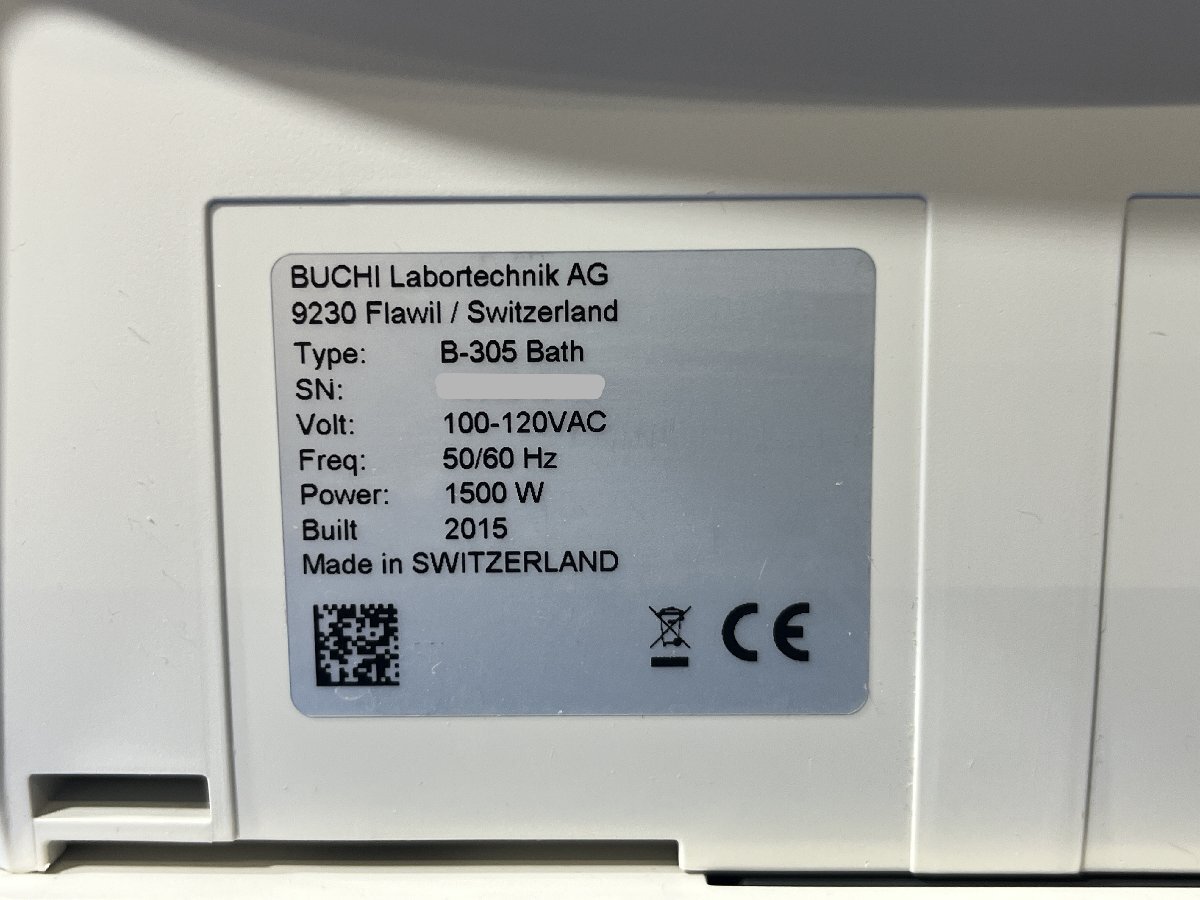 BUCHI Labortechnik AG
9230 Flawil / Switzerland
Type: B-305 Bath
SN:
Volt: 100-120VAC
Freq: 50/60 Hz
Power: 1500 W
Built 2015
Made in SWITZERLAND
CE